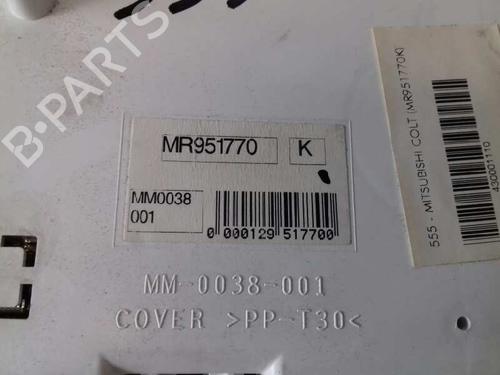 B-PARTS
MR951770 K
MM0038
001
0 000129 517700
MM-0038-001
COVER >PP-T30<
555 - MITSUBISHI COLT (MR951770K)
430001110